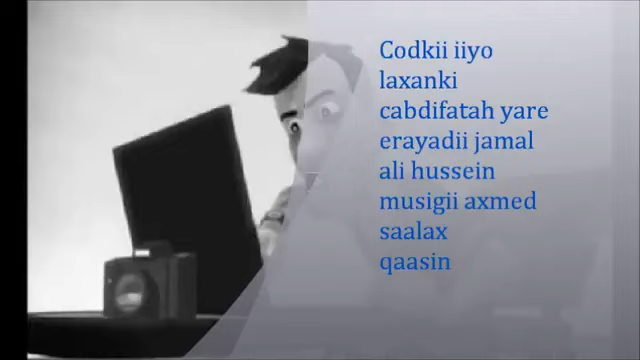 Codkii iiyo
laxanki
cabdifatah yare
erayadii jamal
ali hussein
musigii axmed
saalax
qaasin